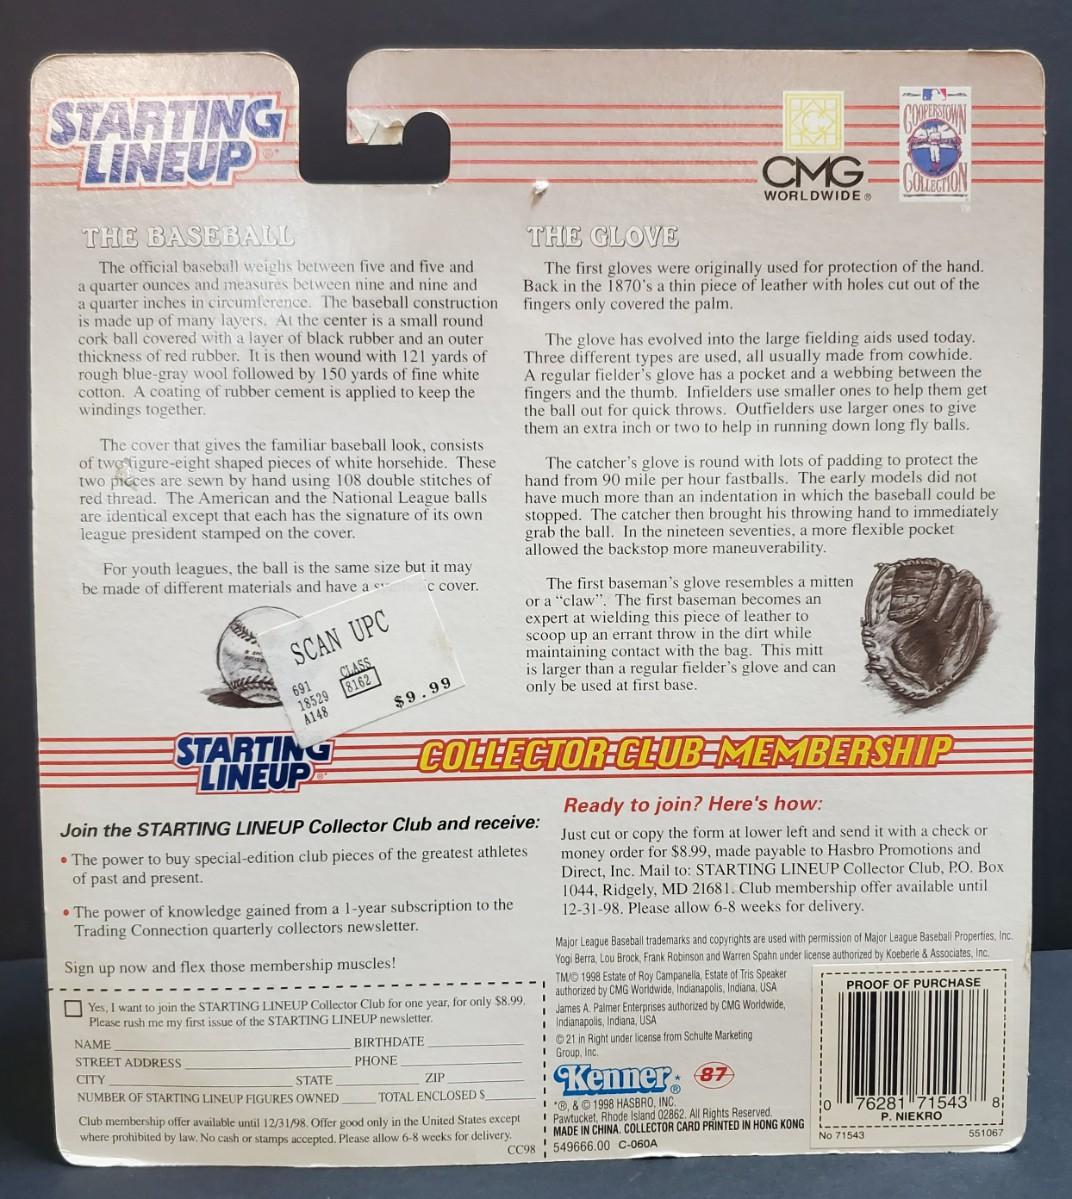 STARTING
LINEUP®
CMG
WORLDWIDE®
COOPERSTOWN
COLLECTION
THE BASEBALL
The official baseball weighs between five and five and
a quarter ounces and measures between nine and nine and
a quarter inches in circumference. The baseball construction
is made up of many layers. At the center is a small round
cork ball covered with a layer of black rubber and an outer
thickness of red rubber. It is then wound with 121 yards of
rough blue-gray wool followed by 150 yards of fine white
cotton. A coating of rubber cement is applied to keep the
windings together.
The cover that gives the familiar baseball look, consists
of two figure-eight shaped pieces of white horsehide. These
two pieces are sewn by hand using 108 double stitches of
red thread. The American and the National League balls
are identical except that each has the signature of its own
league president stamped on the cover.
For youth leagues, the ball is the same size but it may
be made of different materials and have a cover.
THE GLOVE
The first gloves were originally used for protection of the hand.
Back in the 1870's a thin piece of leather with holes cut out of the
fingers only covered the palm.
The glove has evolved into the large fielding aids used today.
Three different types are used, all usually made from cowhide.
A regular fielder's glove has a pocket and a webbing between the
fingers and the thumb. Infielders use smaller ones to help them get
the ball out for quick throws. Outfielders use larger ones to give
them an extra inch or two to help in running down long fly balls.
The catcher's glove is round with lots of padding to protect the
hand from 90 mile per hour fastballs. The early models did not
have much more than an indentation in which the baseball could be
stopped. The catcher then brought his throwing hand to immediately
grab the ball. In the nineteen seventies, a more flexible pocket
allowed the backstop more maneuverability.
The first baseman's glove resembles a mitten
or a "claw". The first baseman becomes an
expert at wielding this piece of leather to
scoop up an errant throw in the dirt while
maintaining contact with the bag. This mitt
is larger than a regular fielder's glove and can
only be used at first base.
SCAN UPC
691
18529
A148
CLASS
8162
$9.99
STARTING
LINEUP®
COLLECTOR CLUB MEMBERSHIP
Join the STARTING LINEUP Collector Club and receive:
• The power to buy special-edition club pieces of the greatest athletes
of past and present.
• The power of knowledge gained from a 1-year subscription to the
Trading Connection quarterly collectors newsletter.
Sign up now and flex those membership muscles!
Yes, I want to join the STARTING LINEUP Collector Club for one year, for only $8.99.
Please rush me my first issue of the STARTING LINEUP newsletter.
NAME BIRTHDATE
STREET ADDRESS PHONE
CITY STATE ZIP
NUMBER OF STARTING LINEUP FIGURES OWNED TOTAL ENCLOSED $
Club membership offer available until 12/31/98. Offer good only in the United States except
where prohibited by law. No cash or stamps accepted. Please allow 6-8 weeks for delivery.
CC98
Ready to join? Here's how:
Just cut or copy the form at lower left and send it with a check or
money order for $8.99, made payable to Hasbro Promotions and
Direct, Inc. Mail to: STARTING LINEUP Collector Club, P.O. Box
1044, Ridgely, MD 21681. Club membership offer available until
12-31-98. Please allow 6-8 weeks for delivery.
Major League Baseball trademarks and copyrights are used with permission of Major League Baseball Properties, Inc.
Yogi Berra, Lou Brock, Frank Robinson and Warren Spahn under license authorized by Koeberle & Associates, Inc.
TM/© 1998 Estate of Roy Campanella, Estate of Tris Speaker
authorized by CMG Worldwide, Indianapolis, Indiana, USA
James A. Palmer Enterprises authorized by CMG Worldwide,
Indianapolis, Indiana, USA
© 21 in Right under license from Schulte Marketing
Group, Inc.
Kenner® 87
*®, & © 1998 HASBRO, INC.
Pawtucket, Rhode Island 02862. All Rights Reserved.
MADE IN CHINA. COLLECTOR CARD PRINTED IN HONG KONG
549666.00 C-060A
PROOF OF PURCHASE
0 76281 71543 8
P. NIEKRO
No 71543 551067